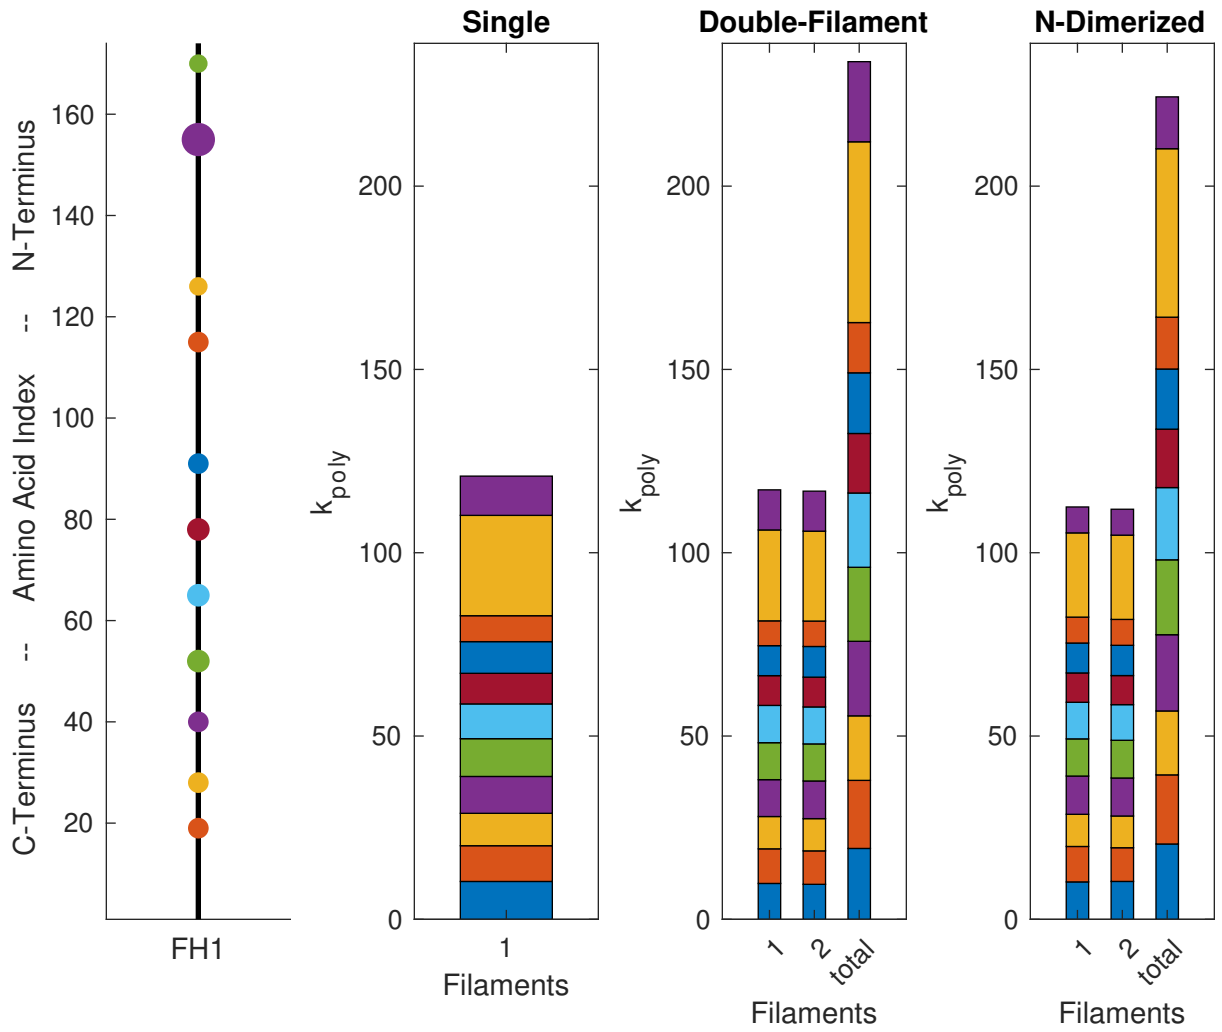 Single
Double-Filament
N-Dimerized
C-Terminus -- Amino Acid Index -- N-Terminus
160
140
120
100
80
60
40
20
FH1
k_poly
200
150
100
50
0
1
Filaments
k_poly
200
150
100
50
0
1
2
total
Filaments
k_poly
200
150
100
50
0
1
2
total
Filaments